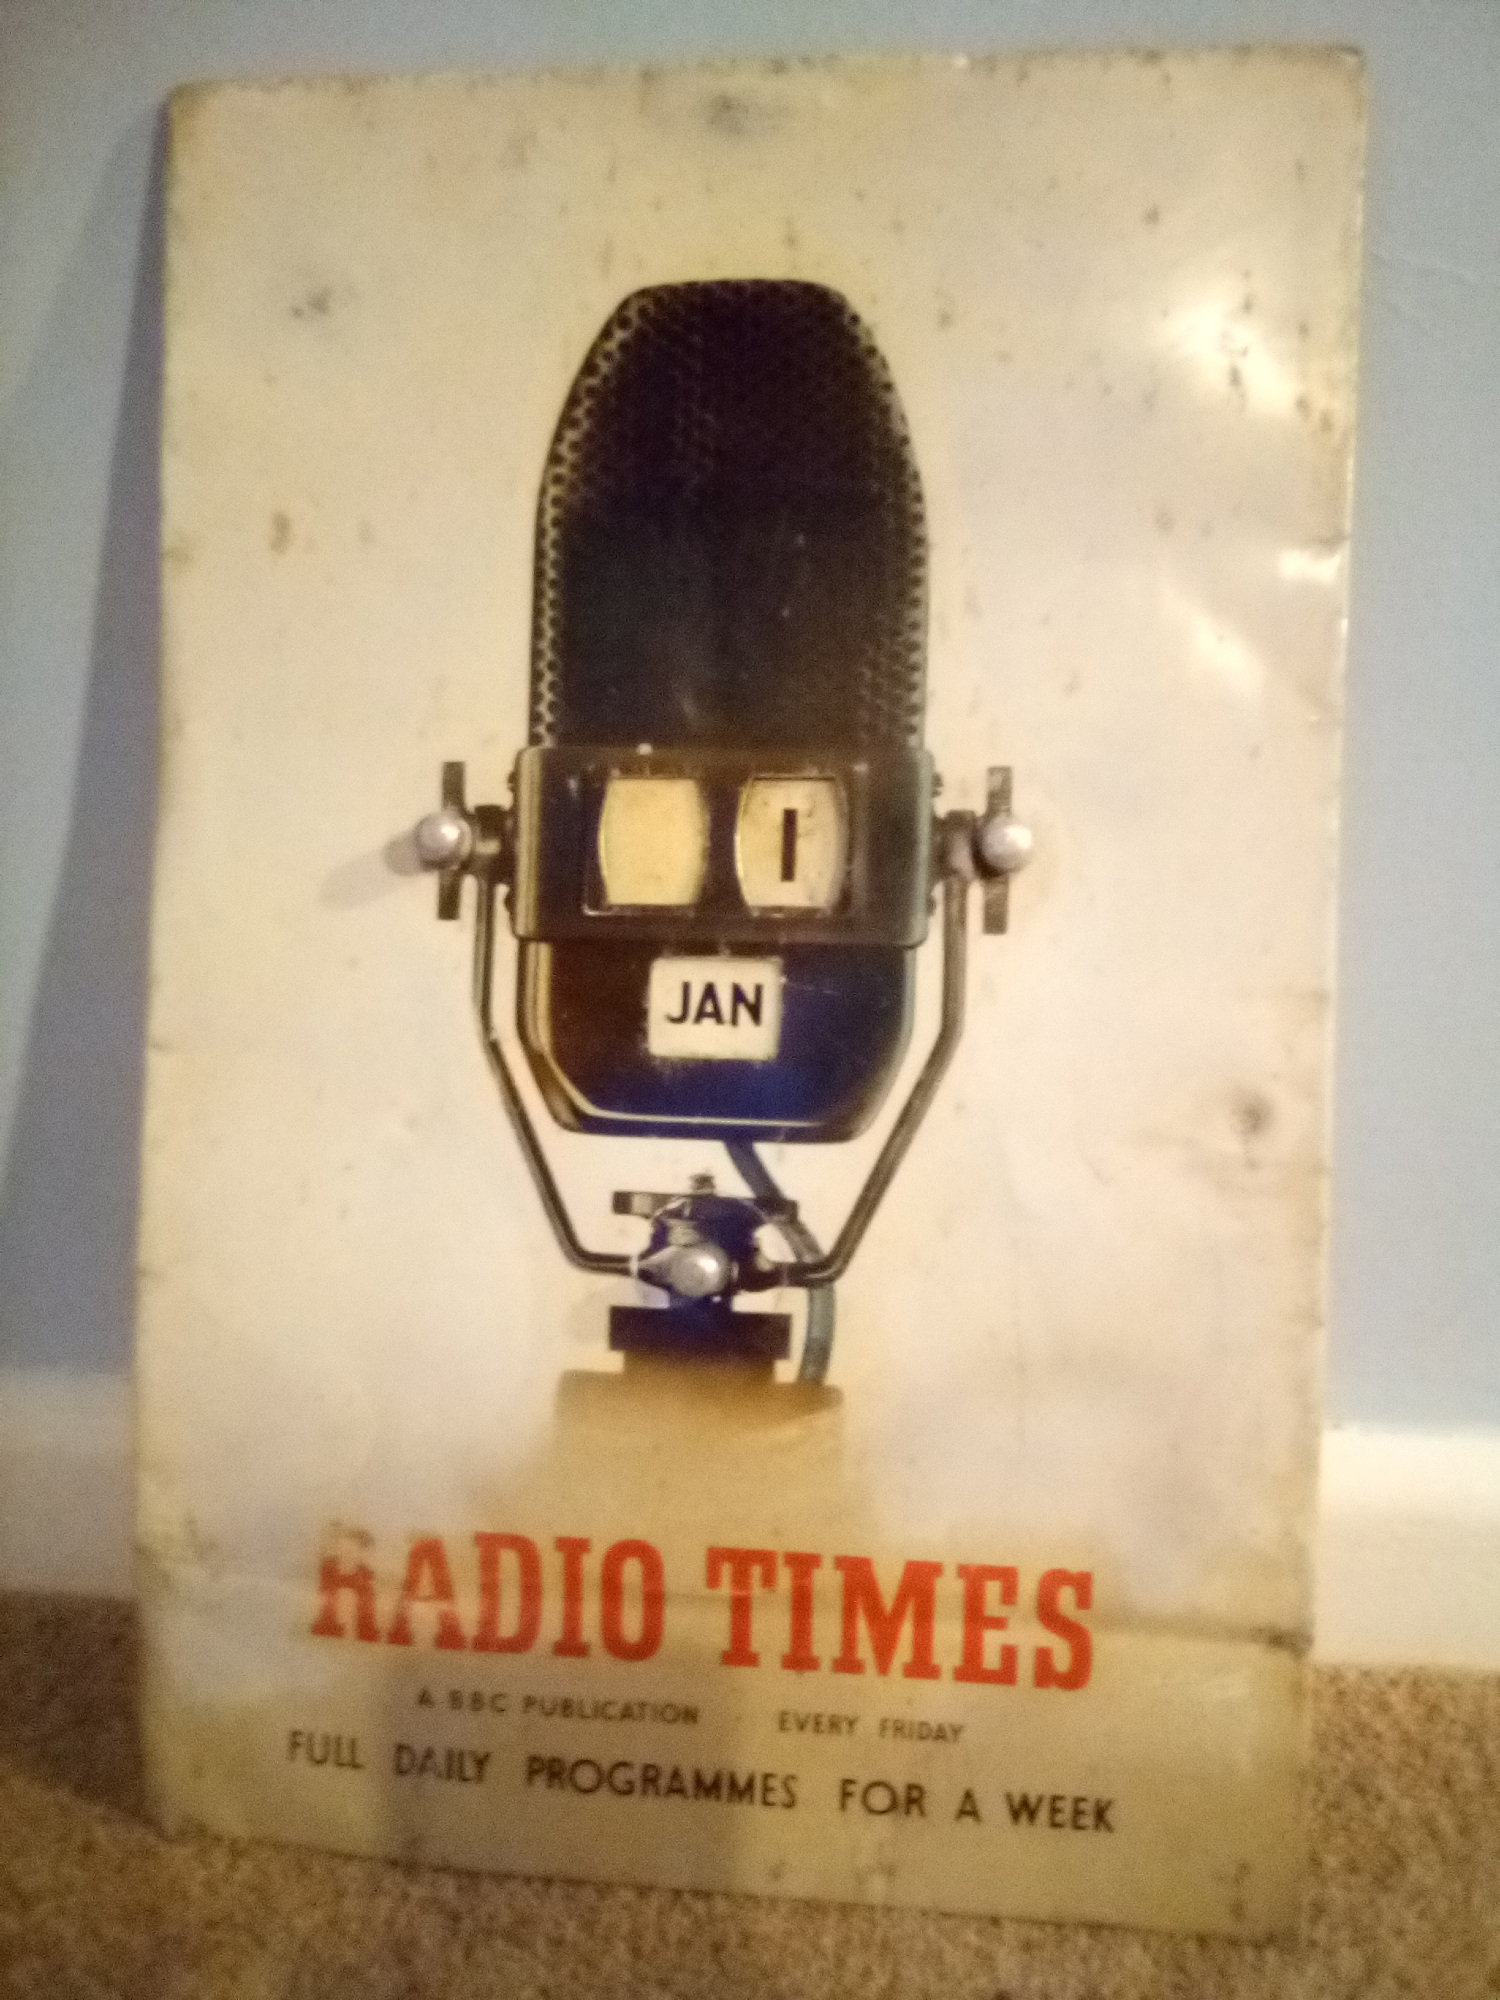 1
JAN
RADIO TIMES
A BBC PUBLICATION · EVERY FRIDAY
FULL DAILY PROGRAMMES FOR A WEEK